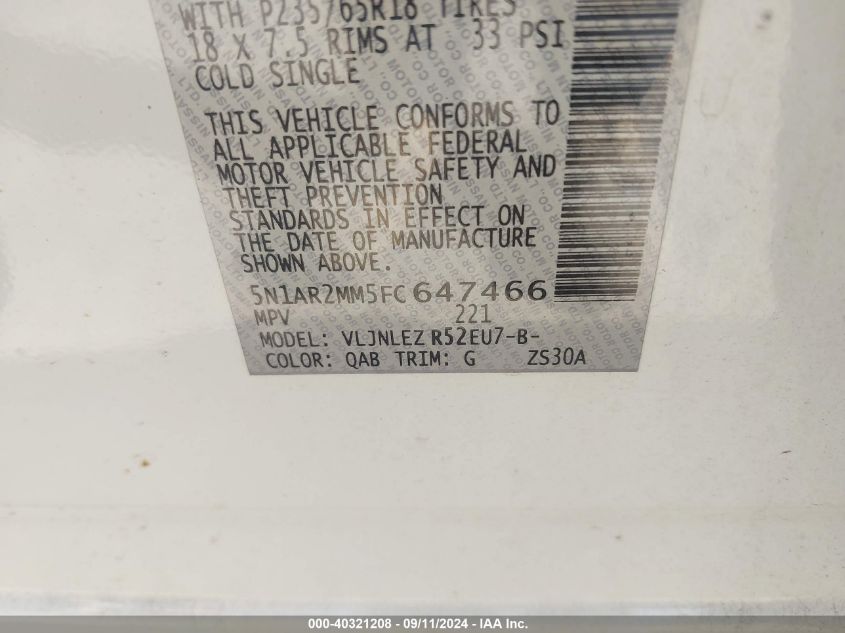 WITH P235/65R18 TIRES
18 X 7.5 RIMS AT 33 PSI
COLD SINGLE
THIS VEHICLE CONFORMS TO
ALL APPLICABLE FEDERAL
MOTOR VEHICLE SAFETY AND
THEFT PREVENTION
STANDARDS IN EFFECT ON
THE DATE OF MANUFACTURE
SHOWN ABOVE.
5N1AR2MM5FC647466
MPV 221
MODEL: VLJNLEZ R52EU7-B-
COLOR: QAB TRIM: G ZS30A
000-40321208 - 09/11/2024 - IAA Inc.